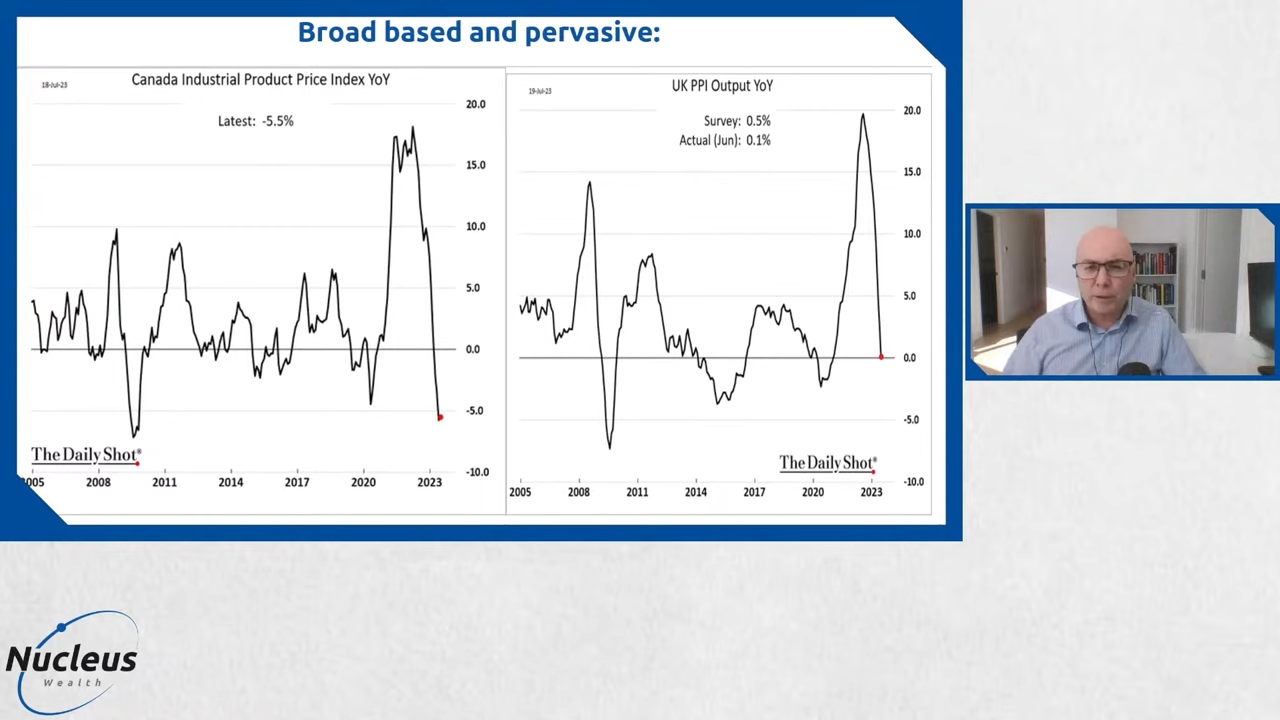 Broad based and pervasive:
18-Jul-23
Canada Industrial Product Price Index YoY
Latest: -5.5%
20.0
15.0
10.0
5.0
0.0
-5.0
-10.0
The Daily Shot®
005 2008 2011 2014 2017 2020 2023
19-Jul-23
UK PPI Output YoY
Survey: 0.5%
Actual (Jun): 0.1%
20.0
15.0
10.0
5.0
0.0
-5.0
-10.0
The Daily Shot®
2005 2008 2011 2014 2017 2020 2023
Nucleus
Wealth